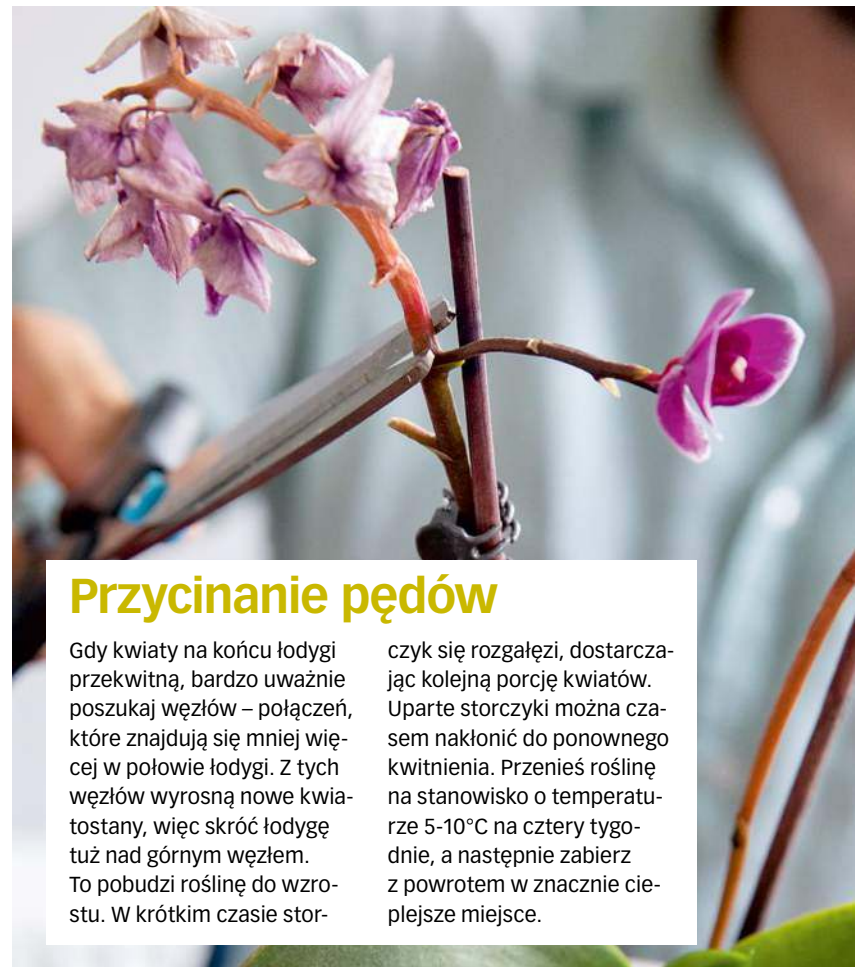 Przycinanie pędów
Gdy kwiaty na końcu łodygi
przekwitną, bardzo uważnie
poszukaj węzłów – połączeń,
które znajdują się mniej wię-
cej w połowie łodygi. Z tych
węzłów wyrosną nowe kwia-
tostany, więc skróć łodygę
tuż nad górnym węzłem.
To pobudzi roślinę do wzro-
stu. W krótkim czasie stor-
czyk się rozgałęzi, dostarcza-
jąc kolejną porcję kwiatów.
Uparte storczyki można cza-
sem nakłonić do ponownego
kwitnienia. Przenieś roślinę
na stanowisko o temperatu-
rze 5-10°C na cztery tygo-
dnie, a następnie zabierz
z powrotem w znacznie cie-
plejsze miejsce.